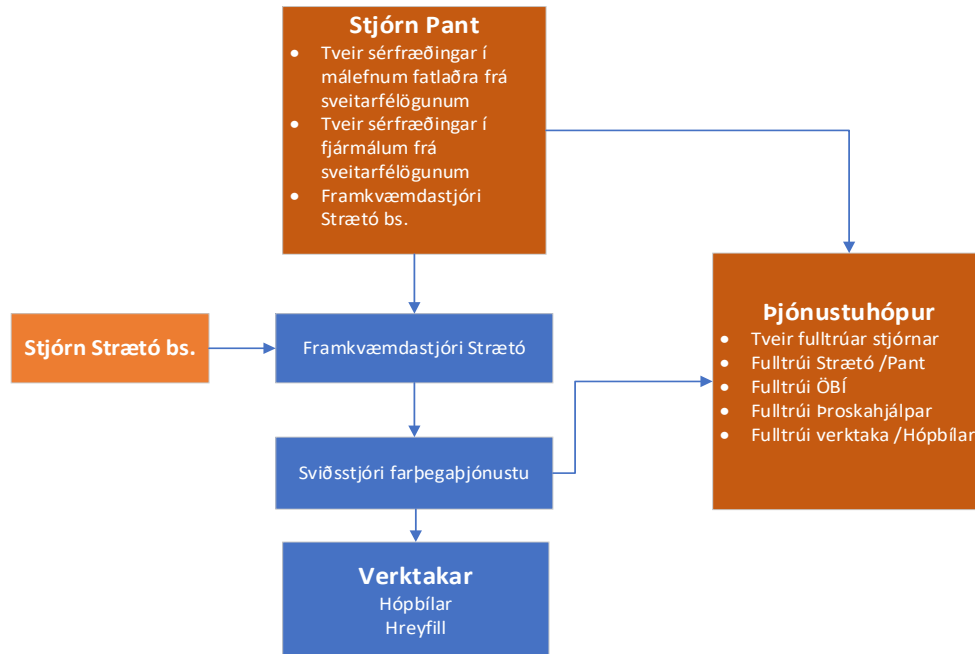 Stjórn Pant
• Tveir sérfræðingar í
málefnum fatlaðra frá
sveitarfélögunum
• Tveir sérfræðingar í
fjármálum frá
sveitarfélögunum
• Framkvæmdastjóri
Strætó bs.
Stjórn Strætó bs.
Framkvæmdastjóri Strætó
Þjónustuhópur
• Tveir fulltrúar stjórnar
• Fulltrúi Strætó /Pant
• Fulltrúi ÖBÍ
• Fulltrúi Þroskahjálpar
• Fulltrúi verktaka /Hópbílar
Sviðsstjóri farþegaþjónustu
Verktakar
Hópbílar
Hreyfill